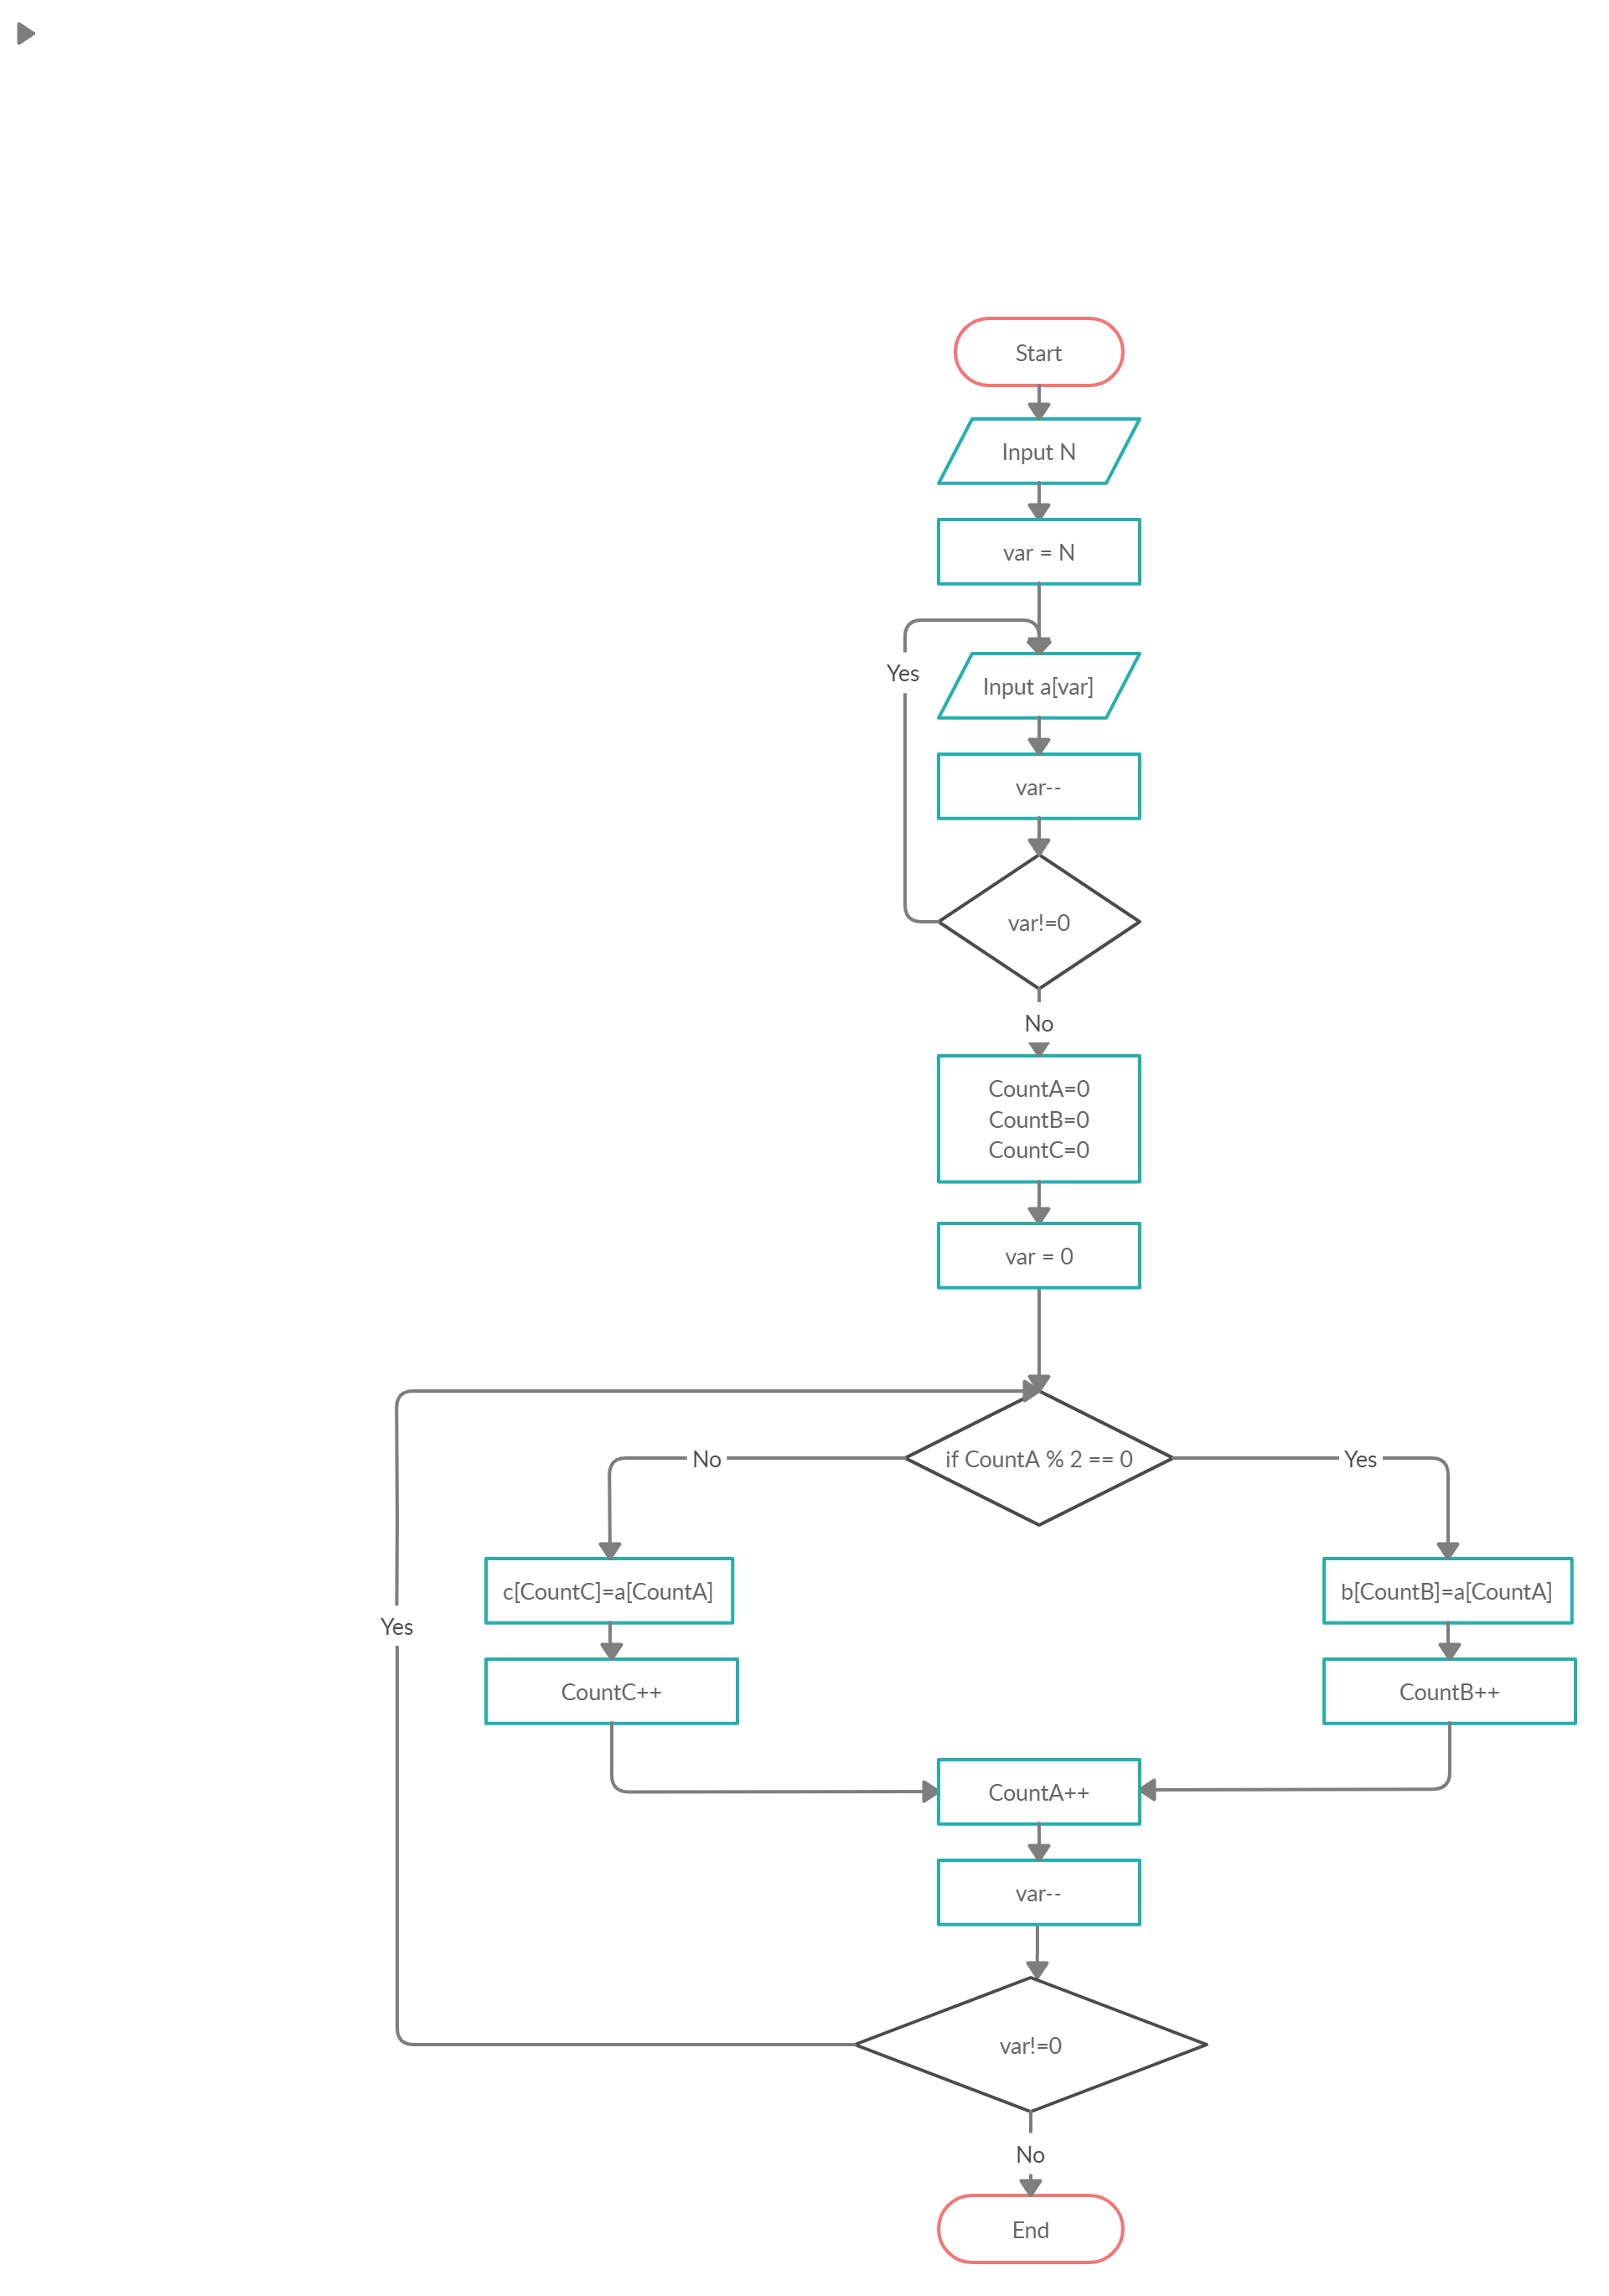 Start
Input N
var = N
Yes
Input a[var]
var--
var!=0
No
CountA=0
CountB=0
CountC=0
var = 0
if CountA % 2 == 0
No
Yes
c[CountC]=a[CountA]
b[CountB]=a[CountA]
Yes
CountC++
CountB++
CountA++
var--
var!=0
No
End